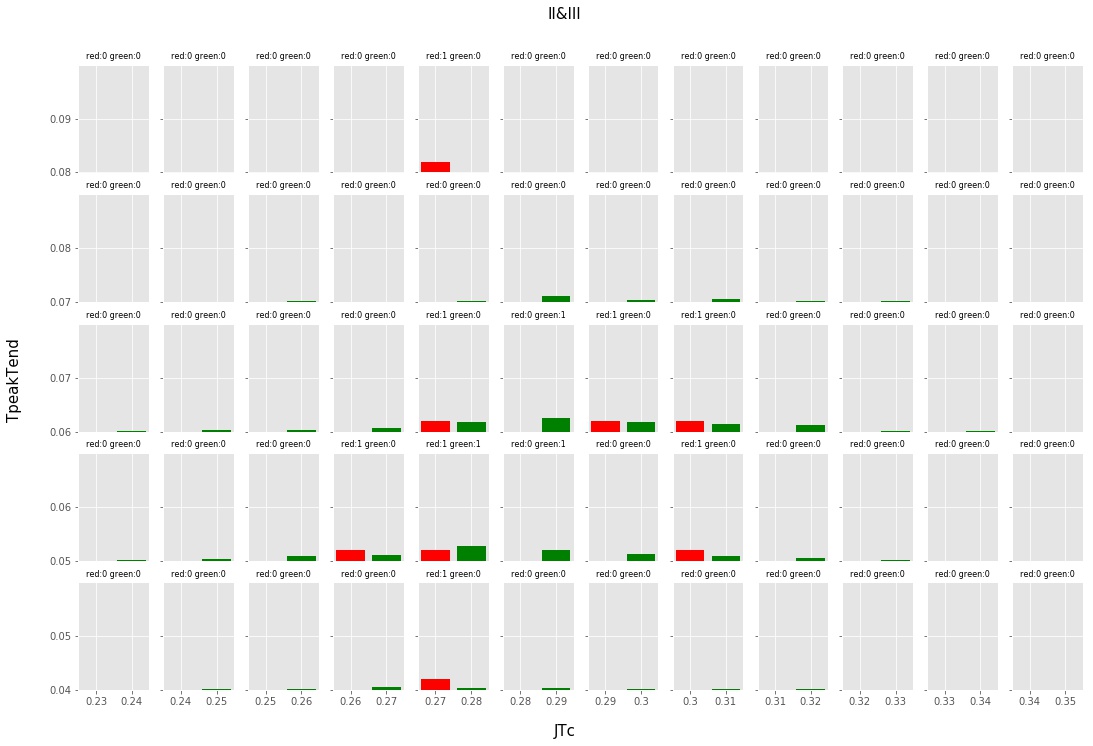 II&III
red:0 green:0 red:0 green:0 red:0 green:0 red:0 green:0 red:1 green:0 red:0 green:0 red:0 green:0 red:0 green:0 red:0 green:0 red:0 green:0 red:0 green:0 red:0 green:0
0.09
0.08
red:0 green:0 red:0 green:0 red:0 green:0 red:0 green:0 red:0 green:0 red:0 green:0 red:0 green:0 red:0 green:0 red:0 green:0 red:0 green:0 red:0 green:0 red:0 green:0
0.08
0.07
red:0 green:0 red:0 green:0 red:0 green:0 red:0 green:0 red:1 green:0 red:0 green:1 red:1 green:0 red:1 green:0 red:0 green:0 red:0 green:0 red:0 green:0 red:0 green:0
0.07
TpeakTend
0.06
red:0 green:0 red:0 green:0 red:0 green:0 red:1 green:0 red:1 green:1 red:0 green:1 red:0 green:0 red:1 green:0 red:0 green:0 red:0 green:0 red:0 green:0 red:0 green:0
0.06
0.05
red:0 green:0 red:0 green:0 red:0 green:0 red:0 green:0 red:1 green:0 red:0 green:0 red:0 green:0 red:0 green:0 red:0 green:0 red:0 green:0 red:0 green:0 red:0 green:0
0.05
0.04
0.23 0.24 0.24 0.25 0.25 0.26 0.26 0.27 0.27 0.28 0.28 0.29 0.29 0.3 0.3 0.31 0.31 0.32 0.32 0.33 0.33 0.34 0.34 0.35
JTc